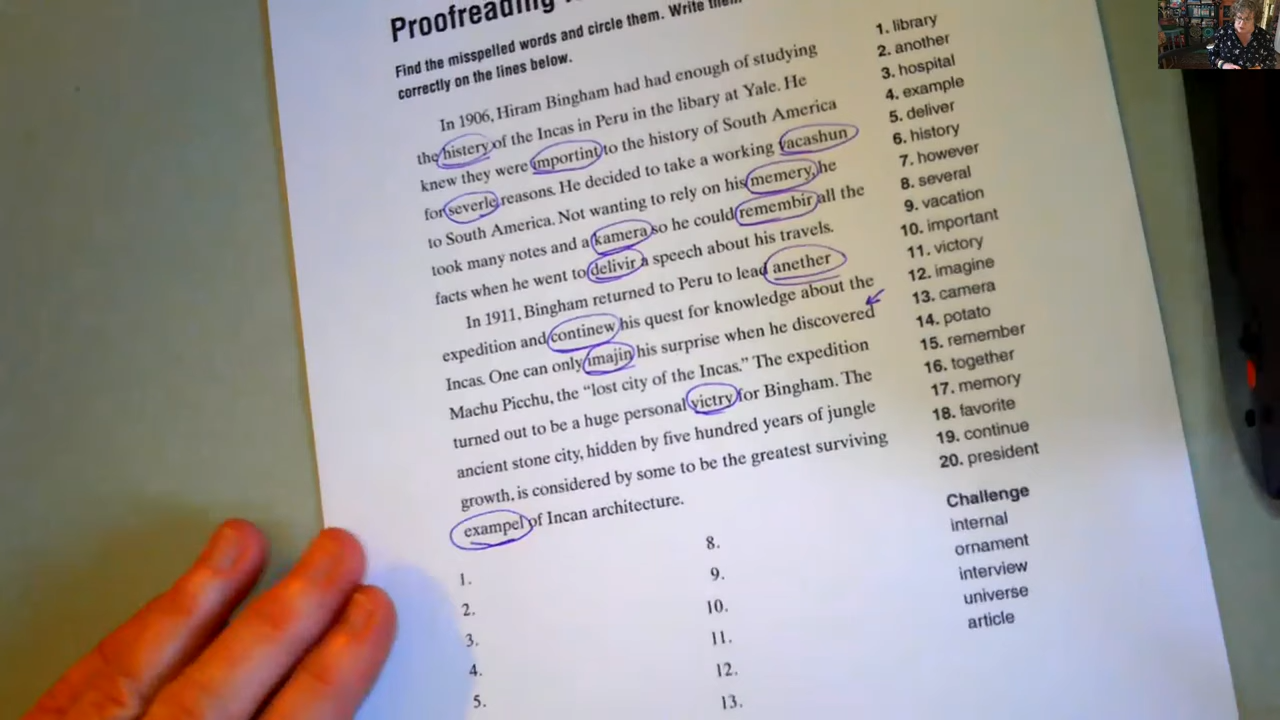 Proofreading
Find the misspelled words and circle them. Write them
correctly on the lines below.
In 1906, Hiram Bingham had had enough of studying
the histery of the Incas in Peru in the libary at Yale. He
knew they were importint to the history of South America
for severle reasons. He decided to take a working vacashun
to South America. Not wanting to rely on his memery, he
took many notes and a kamera so he could remembir all the
facts when he went to delivir a speech about his travels.
In 1911, Bingham returned to Peru to lead anether
expedition and continew his quest for knowledge about the
Incas. One can only imajin his surprise when he discovered
Machu Picchu, the “lost city of the Incas.” The expedition
turned out to be a huge personal victry for Bingham. The
ancient stone city, hidden by five hundred years of jungle
growth, is considered by some to be the greatest surviving
exampel of Incan architecture.
1.
2.
3.
4.
5.
8.
9.
10.
11.
12.
13.
1. library
2. another
3. hospital
4. example
5. deliver
6. history
7. however
8. several
9. vacation
10. important
11. victory
12. imagine
13. camera
14. potato
15. remember
16. together
17. memory
18. favorite
19. continue
20. president
Challenge
internal
ornament
interview
universe
article